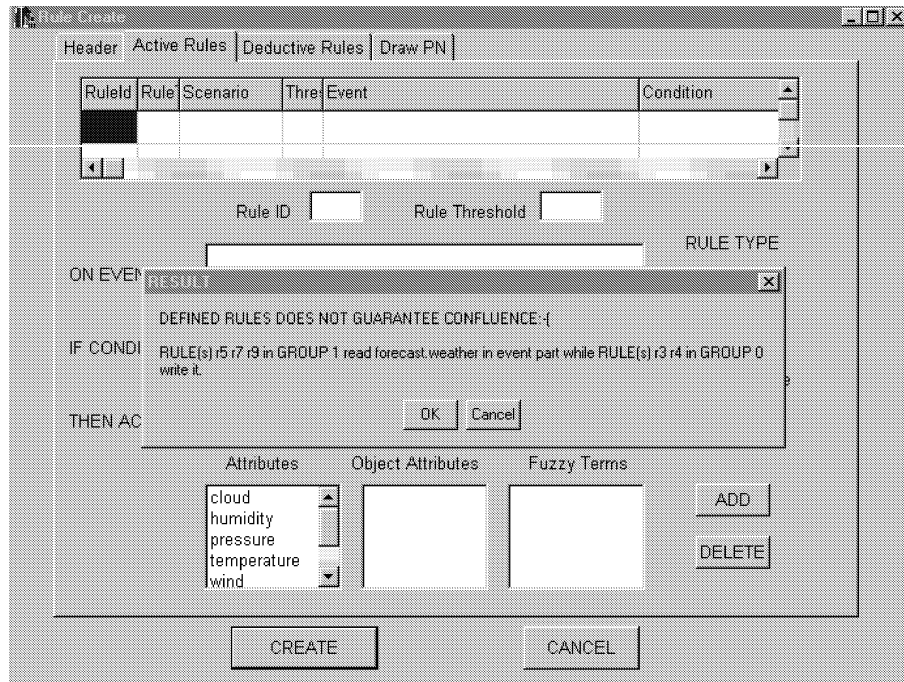 Rule Create
Header Active Rules Deductive Rules Draw PN
RuleId Rule Scenario Thres Event Condition
Rule ID Rule Threshold
RULE TYPE
ON EVEN
RESULT
DEFINED RULES DOES NOT GUARANTEE CONFLUENCE:-(
IF CONDI
RULE(s) r5 r7 r9 in GROUP 1 read forecast.weather in event part while RULE(s) r3 r4 in GROUP 0
write it.
THEN AC
OK Cancel
Attributes Object Attributes Fuzzy Terms
cloud
humidity
pressure
temperature
wind
ADD
DELETE
CREATE CANCEL